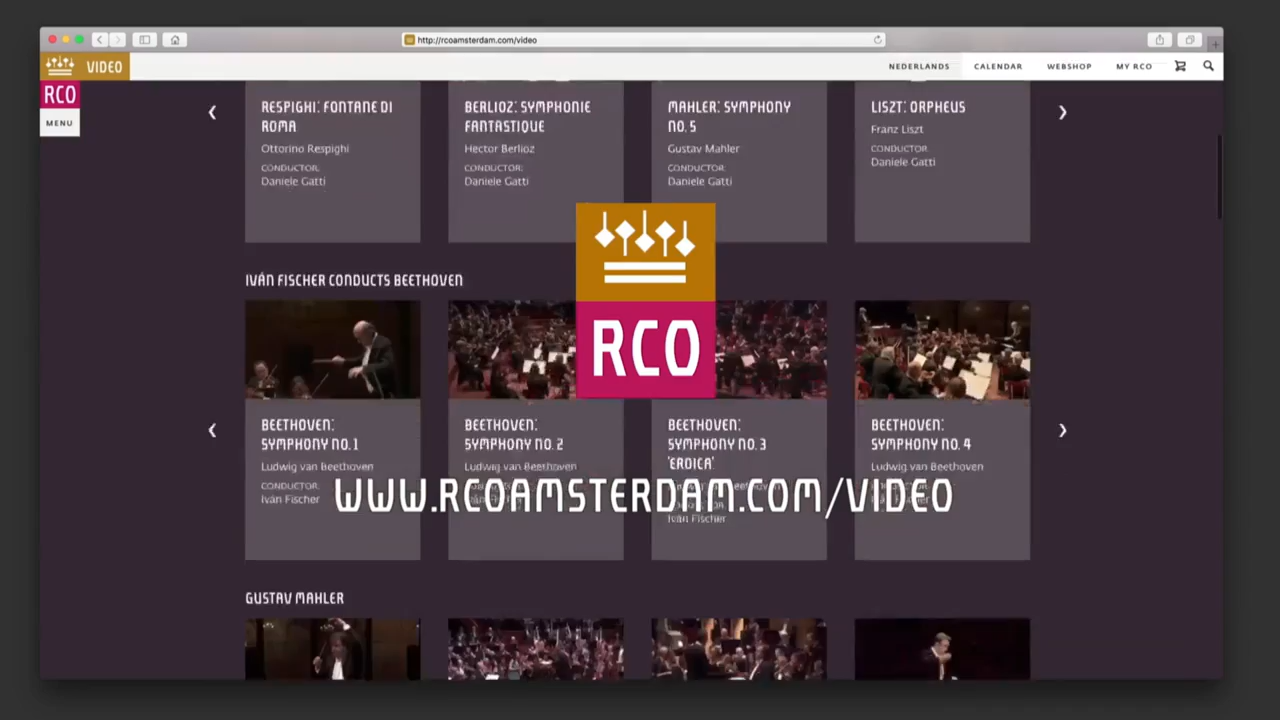 http://rcoamsterdam.com/video
VIDEO
NEDERLANDS
CALENDAR
WEBSHOP
MY RCO
RCO
MENU
RESPIGHI: FONTANE DI
ROMA
Ottorino Respighi
CONDUCTOR:
Daniele Gatti
BERLIOZ: SYMPHONIE
FANTASTIQUE
Hector Berlioz
CONDUCTOR:
Daniele Gatti
MAHLER: SYMPHONY
NO. 5
Gustav Mahler
CONDUCTOR:
Daniele Gatti
LISZT: ORPHEUS
Franz Liszt
CONDUCTOR:
Daniele Gatti
RCO
IVÁN FISCHER CONDUCTS BEETHOVEN
BEETHOVEN:
SYMPHONY NO. 1
Ludwig van Beethoven
CONDUCTOR:
Iván Fischer
BEETHOVEN:
SYMPHONY NO. 2
Ludwig van Beethoven
BEETHOVEN:
SYMPHONY NO. 3
'EROICA'
Iván Fischer
BEETHOVEN:
SYMPHONY NO. 4
Ludwig van Beethoven
WWW.RCOAMSTERDAM.COM/VIDEO
GUSTAV MAHLER